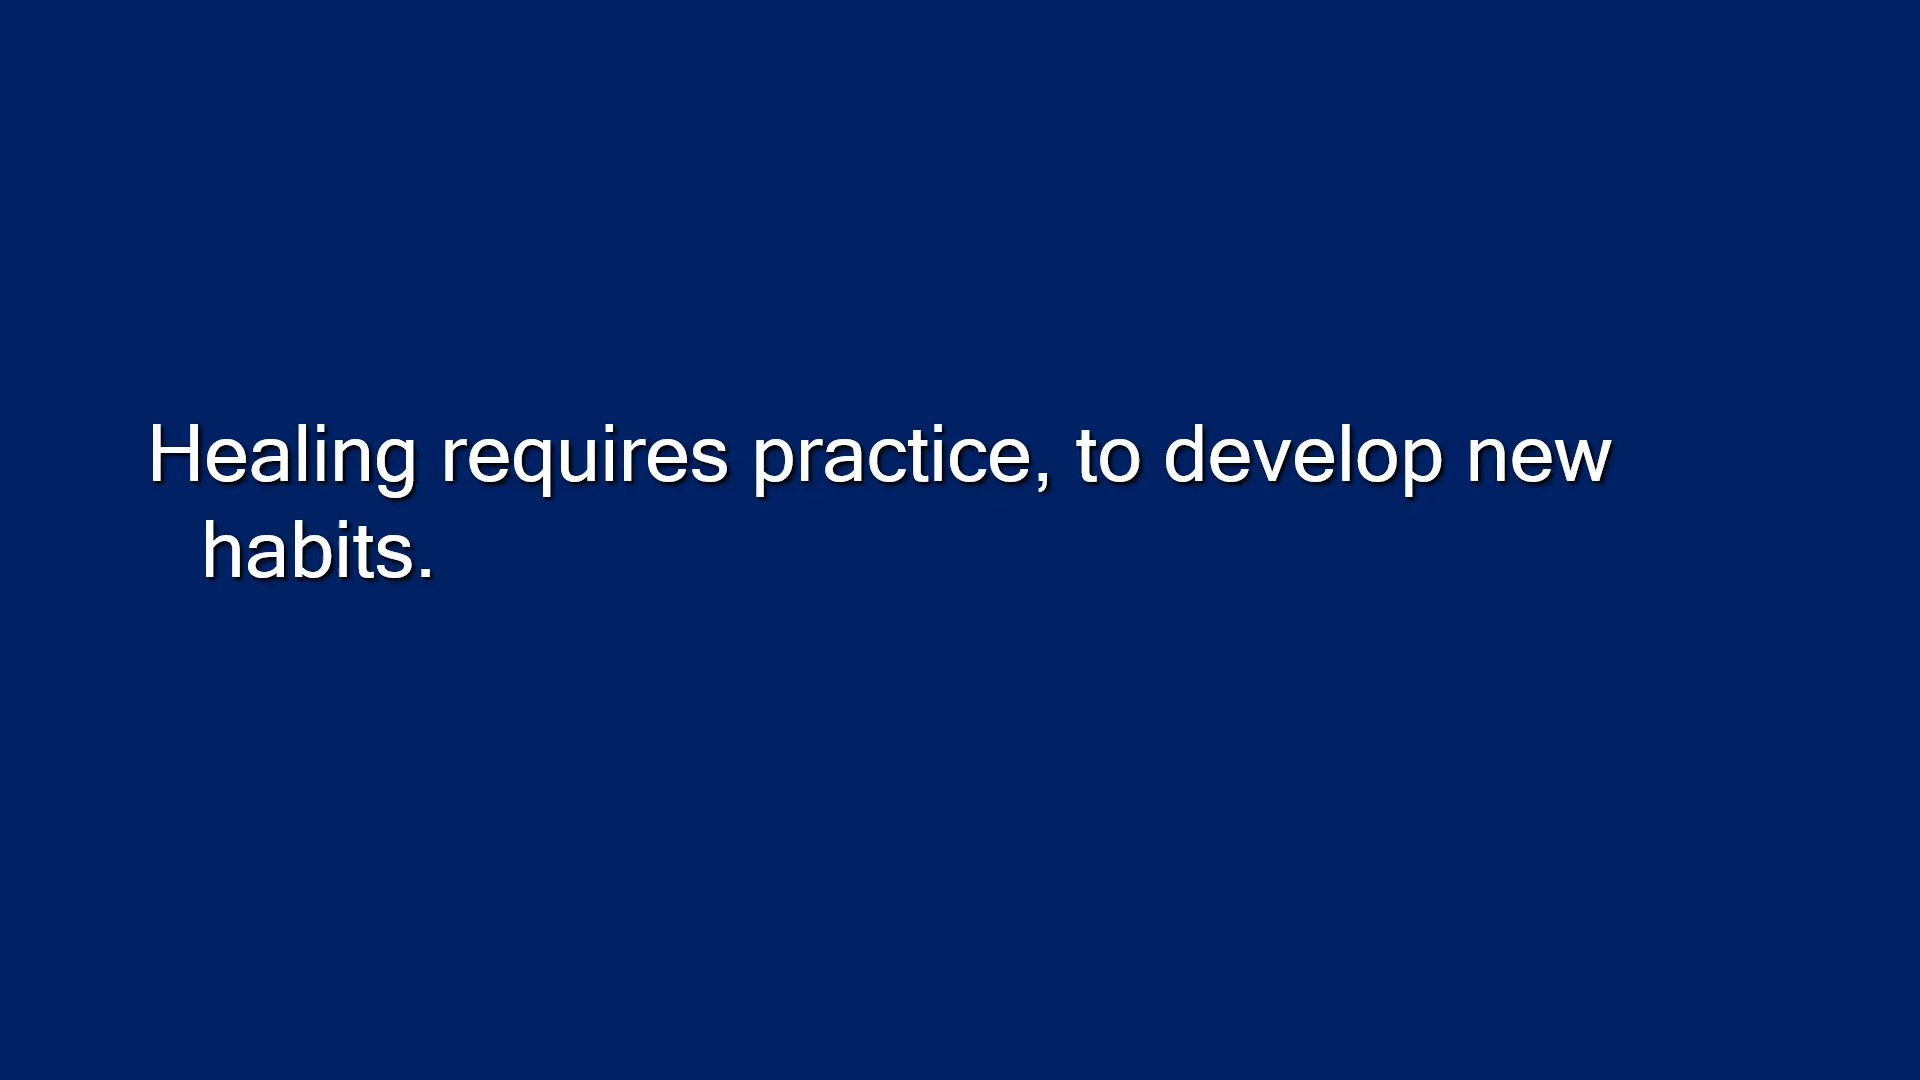 Healing requires practice, to develop new
habits.